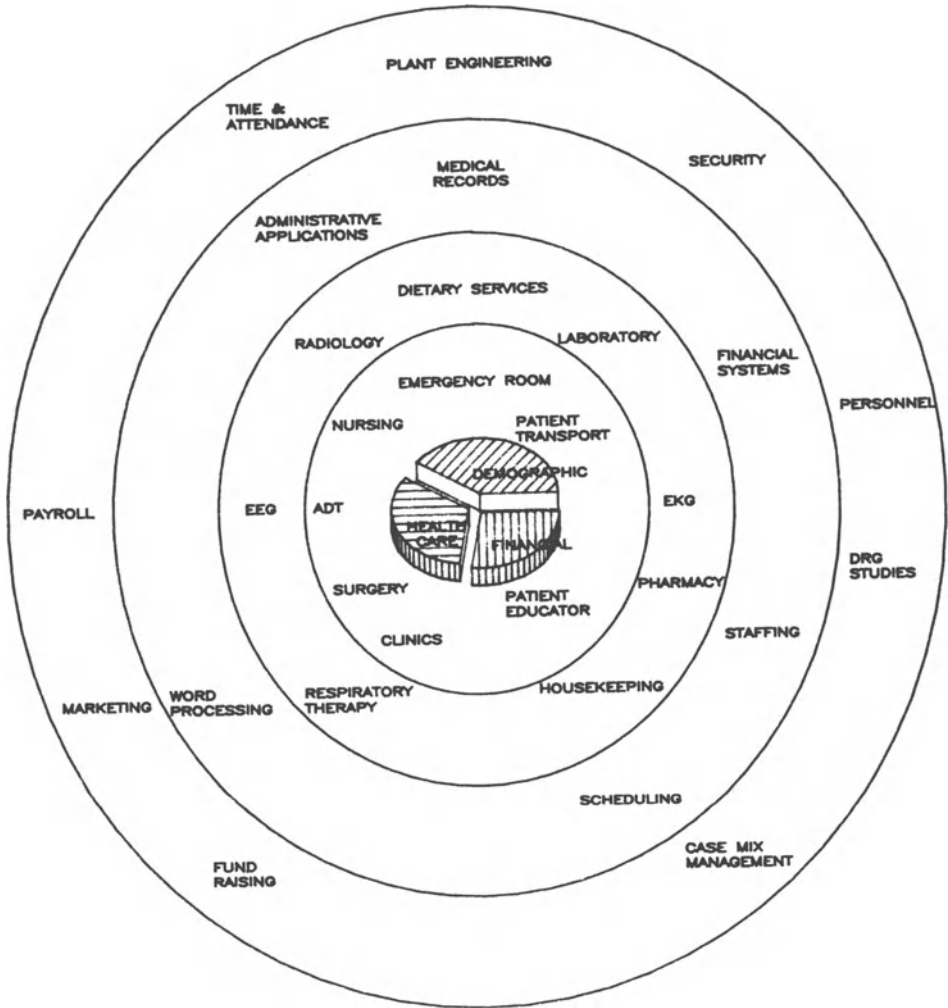 PLANT ENGINEERING
TIME &
ATTENDANCE
SECURITY
MEDICAL
RECORDS
ADMINISTRATIVE
APPLICATIONS
DIETARY SERVICES
RADIOLOGY
LABORATORY
FINANCIAL
SYSTEMS
EMERGENCY ROOM
PERSONNEL
NURSING
PATIENT
TRANSPORT
DEMOGRAPHIC
PAYROLL
EEG
ADT
EKG
HEALTH
CARE
FINANCIAL
DRG
STUDIES
SURGERY
PHARMACY
PATIENT
EDUCATOR
STAFFING
CLINICS
HOUSEKEEPING
RESPIRATORY
THERAPY
WORD
PROCESSING
MARKETING
SCHEDULING
CASE MIX
MANAGEMENT
FUND
RAISING